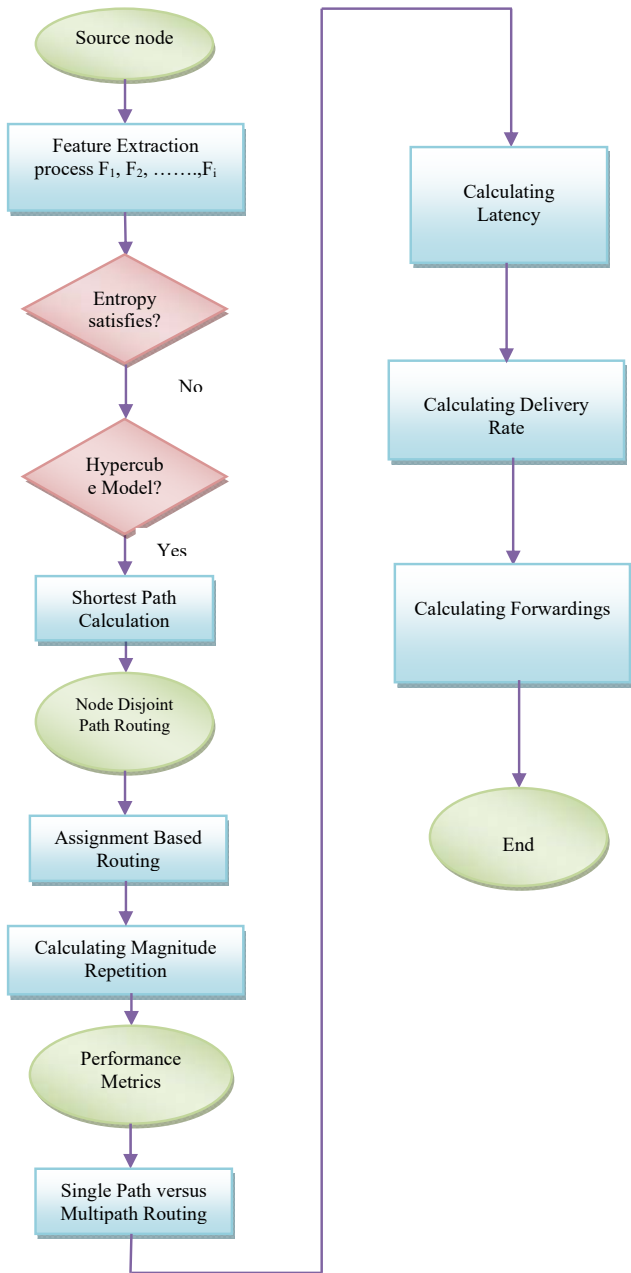 Source node
Feature Extraction
process F₁, F₂, …….,Fᵢ
Entropy
satisfies?
No
Hypercub
e Model?
Yes
Shortest Path
Calculation
Node Disjoint
Path Routing
Assignment Based
Routing
Calculating Magnitude
Repetition
Performance
Metrics
Single Path versus
Multipath Routing
Calculating
Latency
Calculating Delivery
Rate
Calculating Forwardings
End